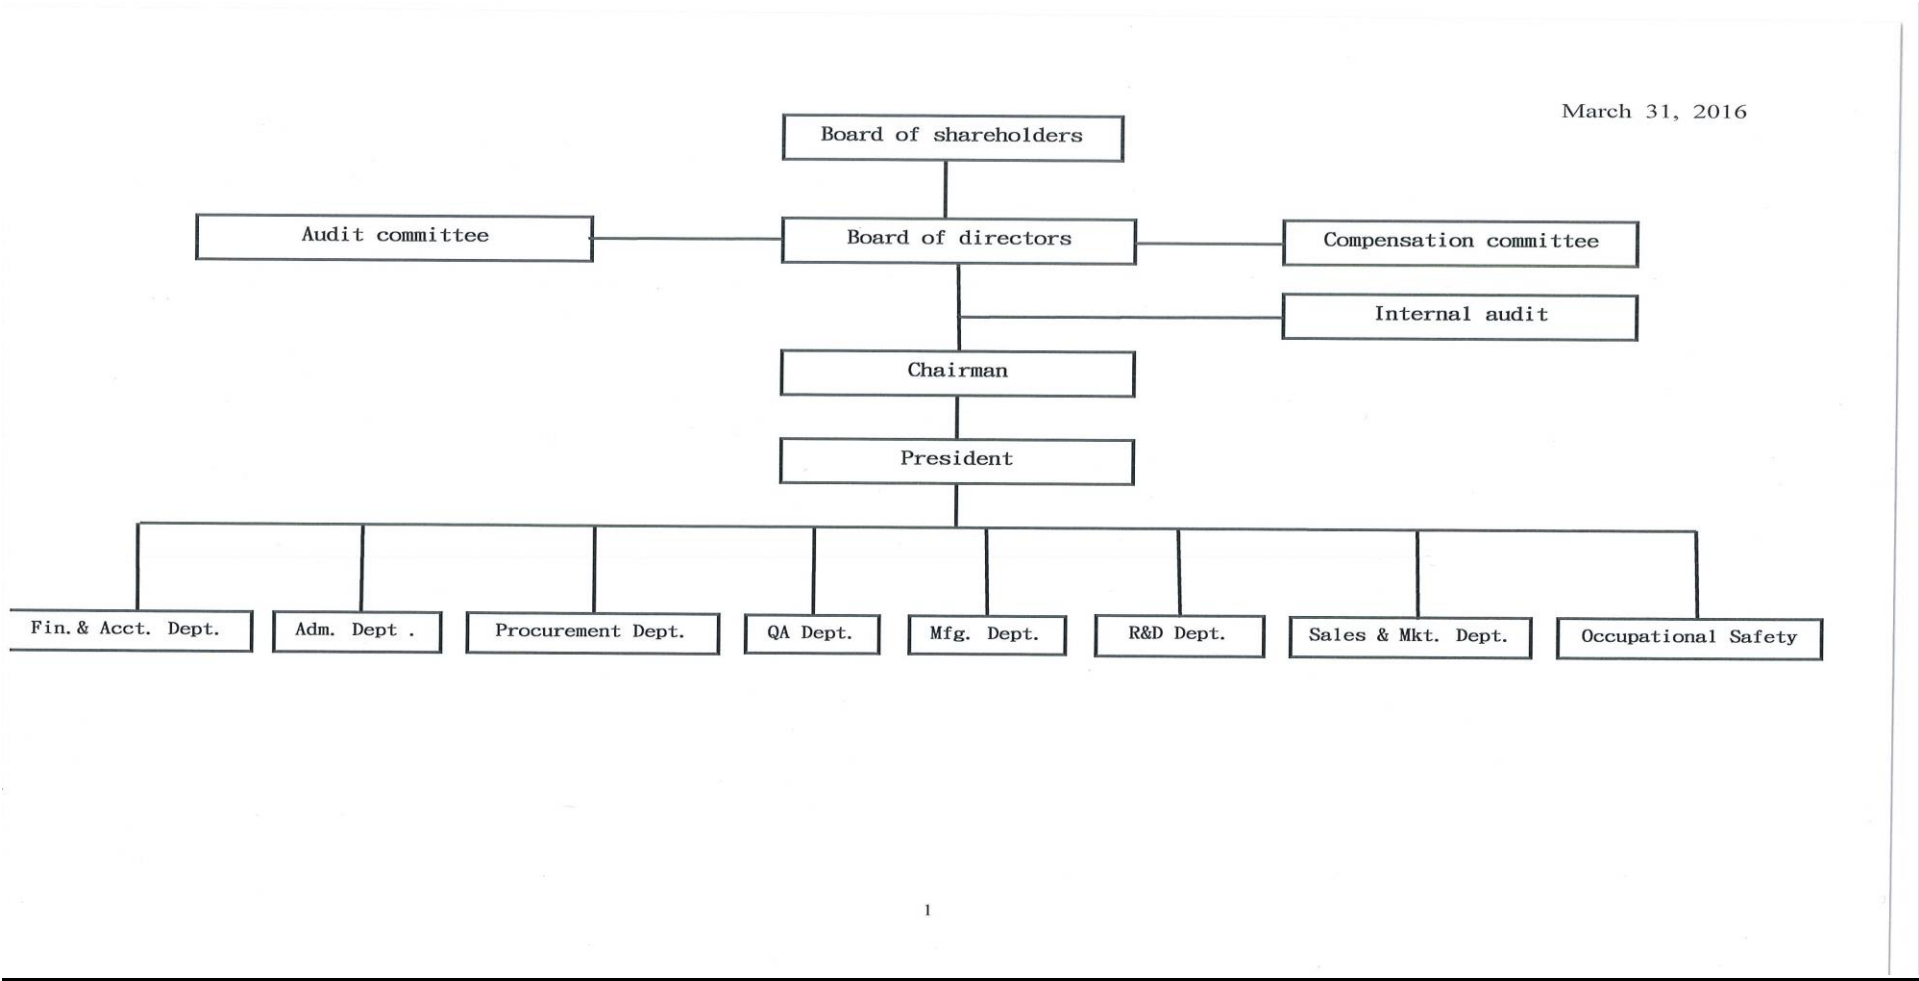 March 31, 2016
Board of shareholders
Audit committee
Board of directors
Compensation committee
Internal audit
Chairman
President
Fin.& Acct. Dept.
Adm. Dept .
Procurement Dept.
QA Dept.
Mfg. Dept.
R&D Dept.
Sales & Mkt. Dept.
Occupational Safety
1